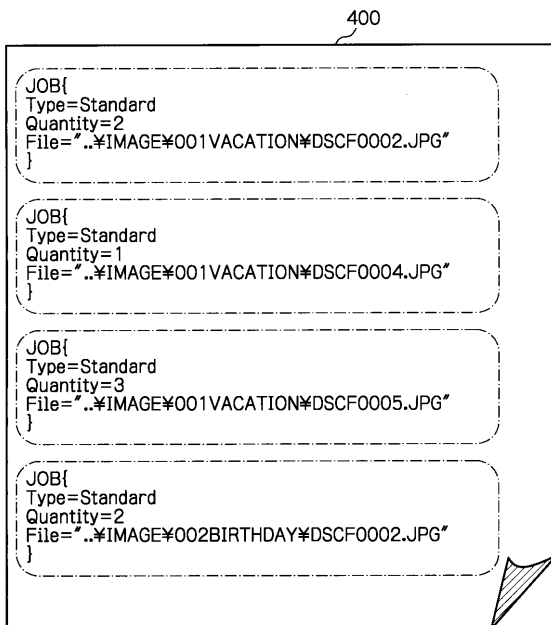 400
JOB{
Type=Standard
Quantity=2
File="..¥IMAGE¥001VACATION¥DSCF0002.JPG"
}
JOB{
Type=Standard
Quantity=1
File="..¥IMAGE¥001VACATION¥DSCF0004.JPG"
}
JOB{
Type=Standard
Quantity=3
File="..¥IMAGE¥001VACATION¥DSCF0005.JPG"
}
JOB{
Type=Standard
Quantity=2
File="..¥IMAGE¥002BIRTHDAY¥DSCF0002.JPG"
}